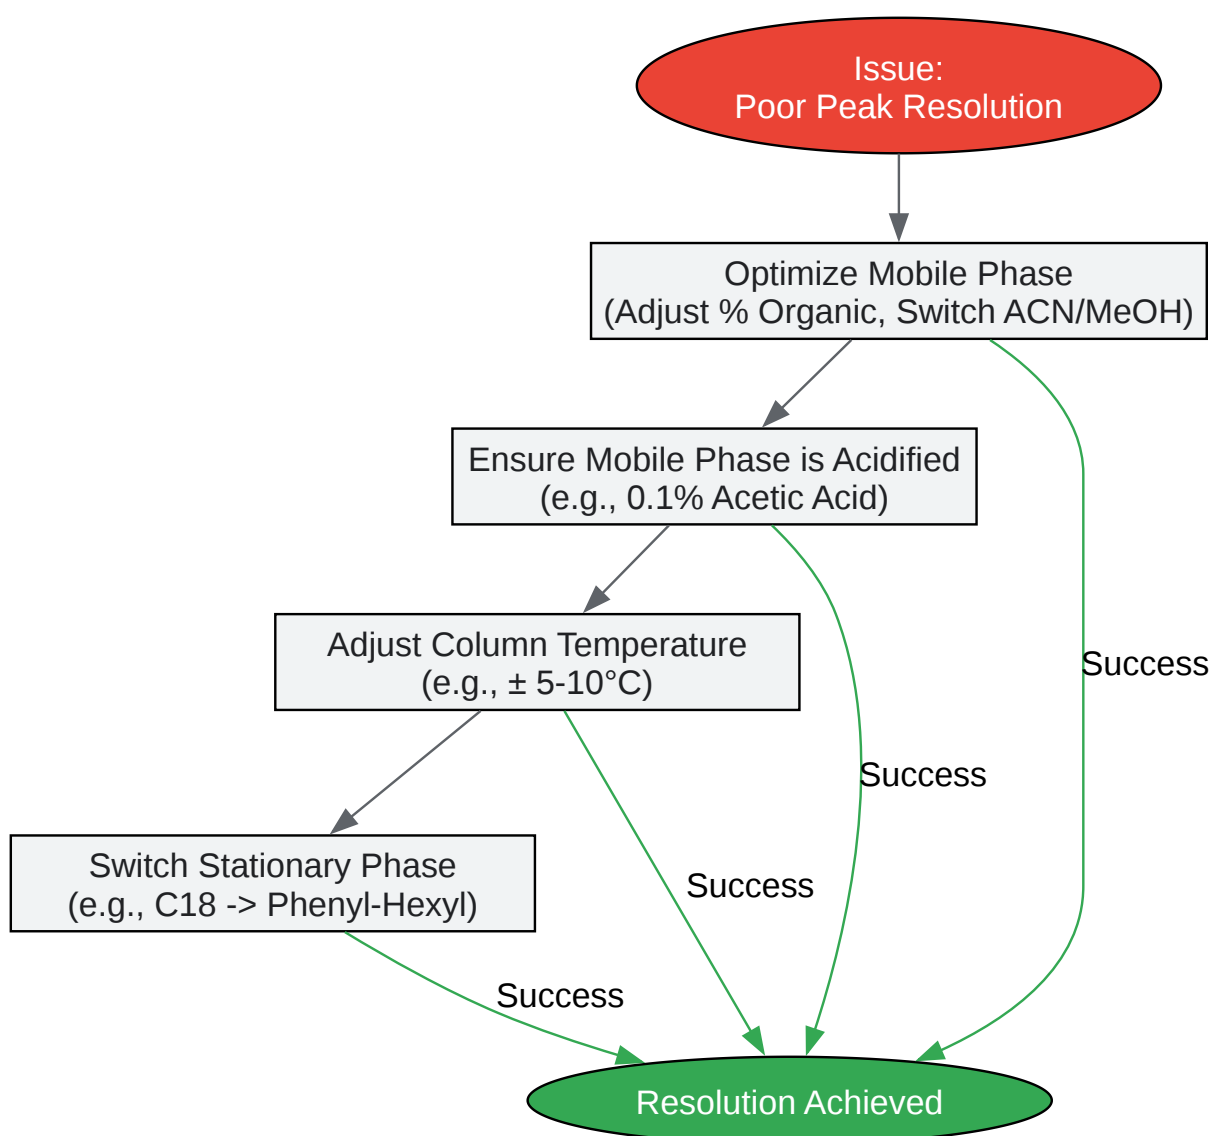 Issue:
Poor Peak Resolution
Optimize Mobile Phase
(Adjust % Organic, Switch ACN/MeOH)
Ensure Mobile Phase is Acidified
(e.g., 0.1% Acetic Acid)
Adjust Column Temperature
(e.g., ± 5-10°C)
Success
Success
Switch Stationary Phase
(e.g., C18 -> Phenyl-Hexyl)
Success
Success
Resolution Achieved